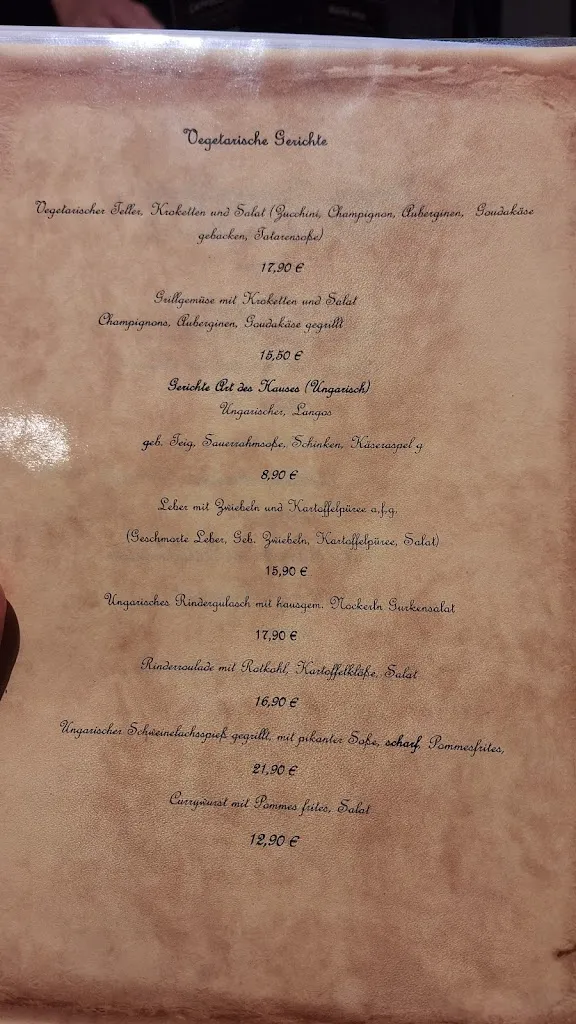 Vegetarische Gerichte
Vegetarischer Teller, Kroketten und Salat (Zucchini, Champignon, Auberginen, Goudakäse
gebacken, Tatarensoße)
17,90 €
Grillgemüse mit Kroketten und Salat
Champignons, Auberginen, Goudakäse gegrillt
15,50 €
Gerichte Art des Hauses (Ungarisch)
Ungarischer, Langos
geb. Teig, Sauerrahmsoße, Schinken, Käseraspel g
8,90 €
Leber mit Zwiebeln und Kartoffelpüree a,f,g,
(Geschmorte Leber, Geb. Zwiebeln, Kartoffelpüree, Salat)
15,90 €
Ungarisches Rindergulasch mit hausgem. Nockerln Gurkensalat
17,90 €
Rinderroulade mit Rotkohl, Kartoffelklöße, Salat
16,90 €
Ungarischer Schweinelachsspieß gegrillt, mit pikanter Soße, scharf, Pommesfrites,
21,90 €
Currywurst mit Pommes frites, Salat
12,90 €